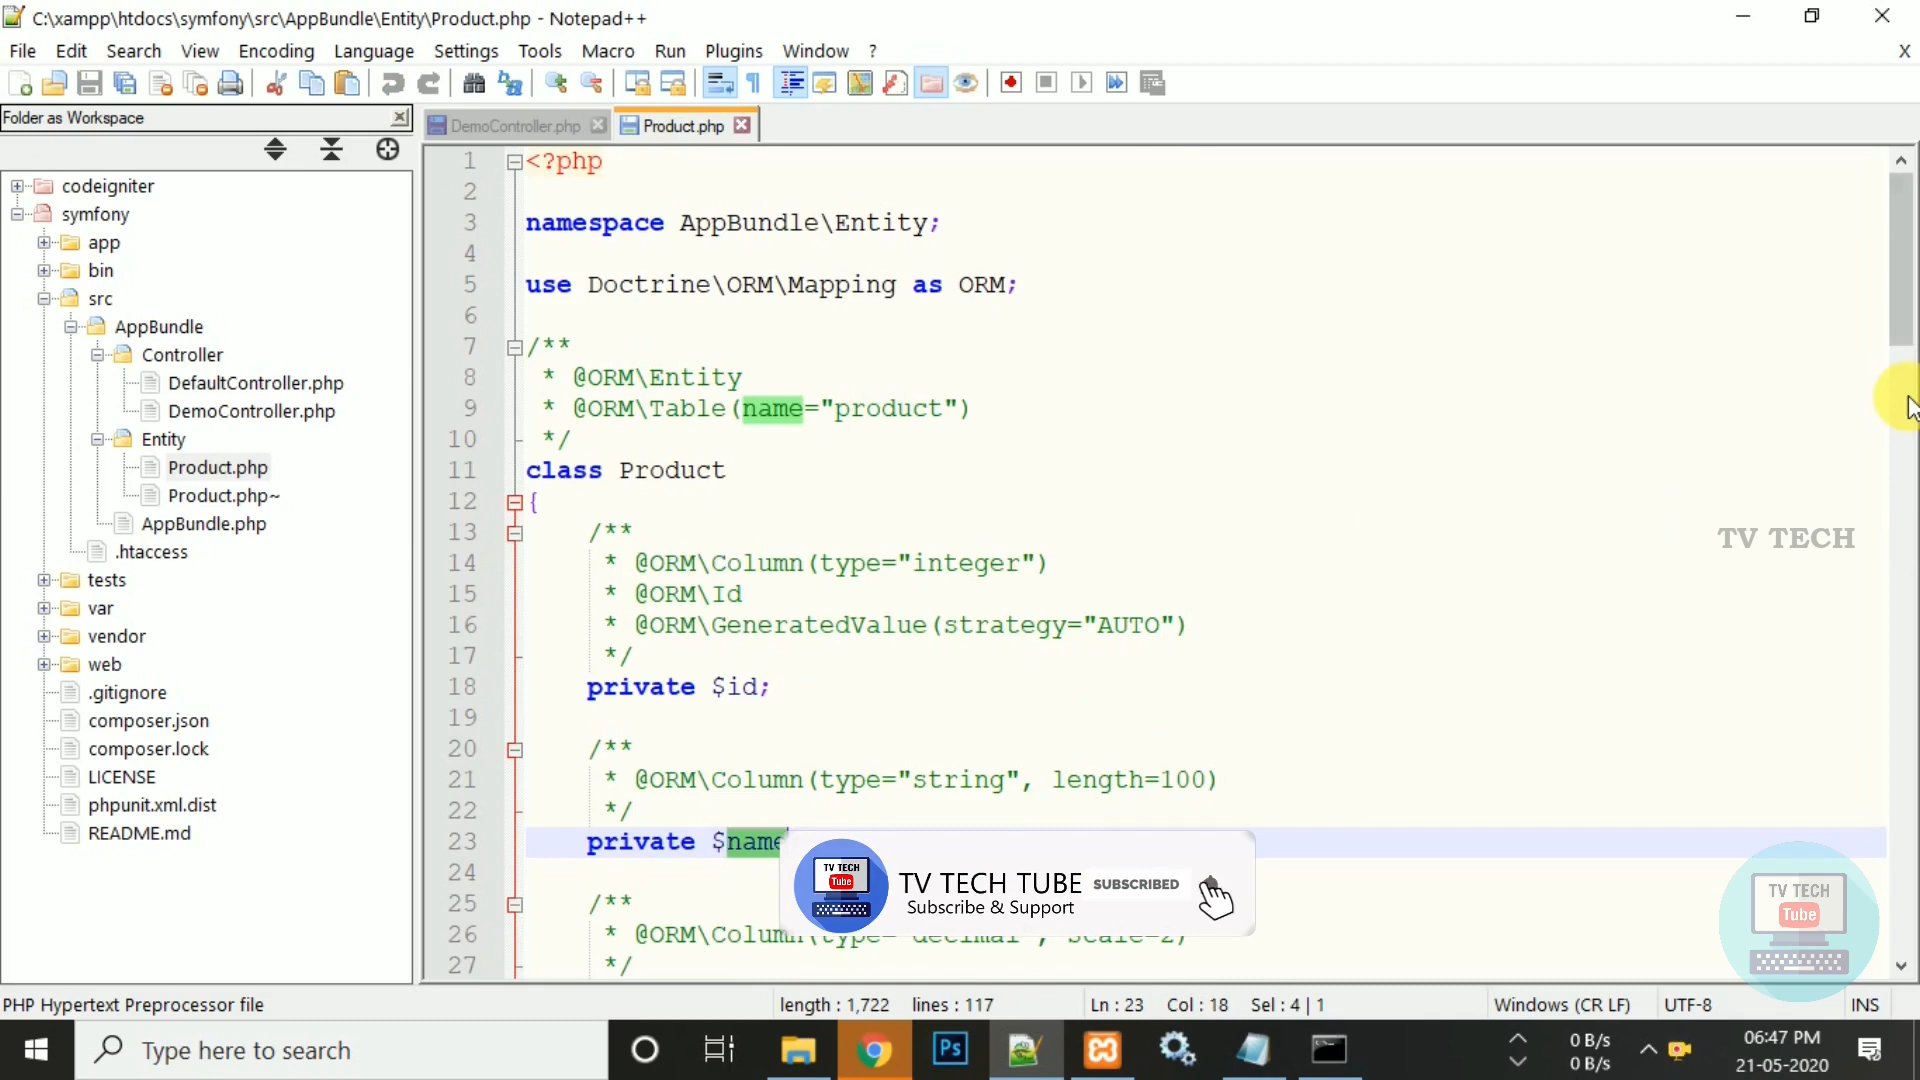 C:\xampp\htdocs\symfony\src\AppBundle\Entity\Product.php - Notepad++
File Edit Search View Encoding Language Settings Tools Macro Run Plugins Window ? X
Folder as Workspace
DemoController.php Product.php
codeigniter
symfony
app
bin
src
AppBundle
Controller
DefaultController.php
DemoController.php
Entity
Product.php
Product.php~
AppBundle.php
.htaccess
tests
var
vendor
web
.gitignore
composer.json
composer.lock
LICENSE
phpunit.xml.dist
README.md
1 <?php
2
3 namespace AppBundle\Entity;
4
5 use Doctrine\ORM\Mapping as ORM;
6
7 /**
8 * @ORM\Entity
9 * @ORM\Table(name="product")
10 */
11 class Product
12 {
13 /**
14 * @ORM\Column(type="integer")
15 * @ORM\Id
16 * @ORM\GeneratedValue(strategy="AUTO")
17 */
18 private $id;
19
20 /**
21 * @ORM\Column(type="string", length=100)
22 */
23 private $name
24
25 /**
26 * @ORM\Column(type="decimal", scale=2)
27 */
TV TECH
TV TECH
Tube
TV TECH TUBE SUBSCRIBED
Subscribe & Support
TV TECH
Tube
PHP Hypertext Preprocessor file length : 1,722 lines : 117 Ln : 23 Col : 18 Sel : 4 | 1 Windows (CR LF) UTF-8 INS
Type here to search
Ps
0 B/s
0 B/s
06:47 PM
21-05-2020